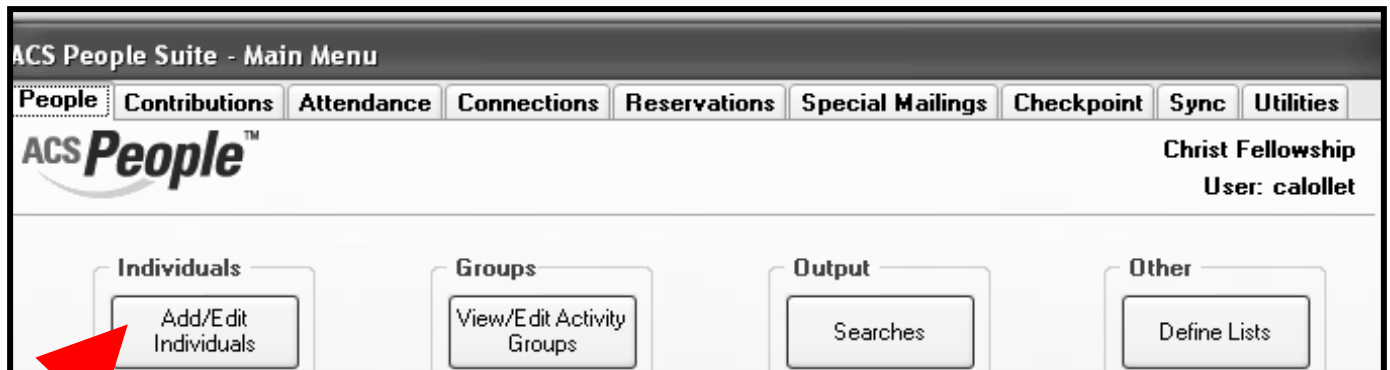 ACS People Suite - Main Menu
People Contributions Attendance Connections Reservations Special Mailings Checkpoint Sync Utilities
ACS People™
Christ Fellowship
User: calollet
Individuals Groups Output Other
Add/Edit Individuals
View/Edit Activity Groups
Searches
Define Lists